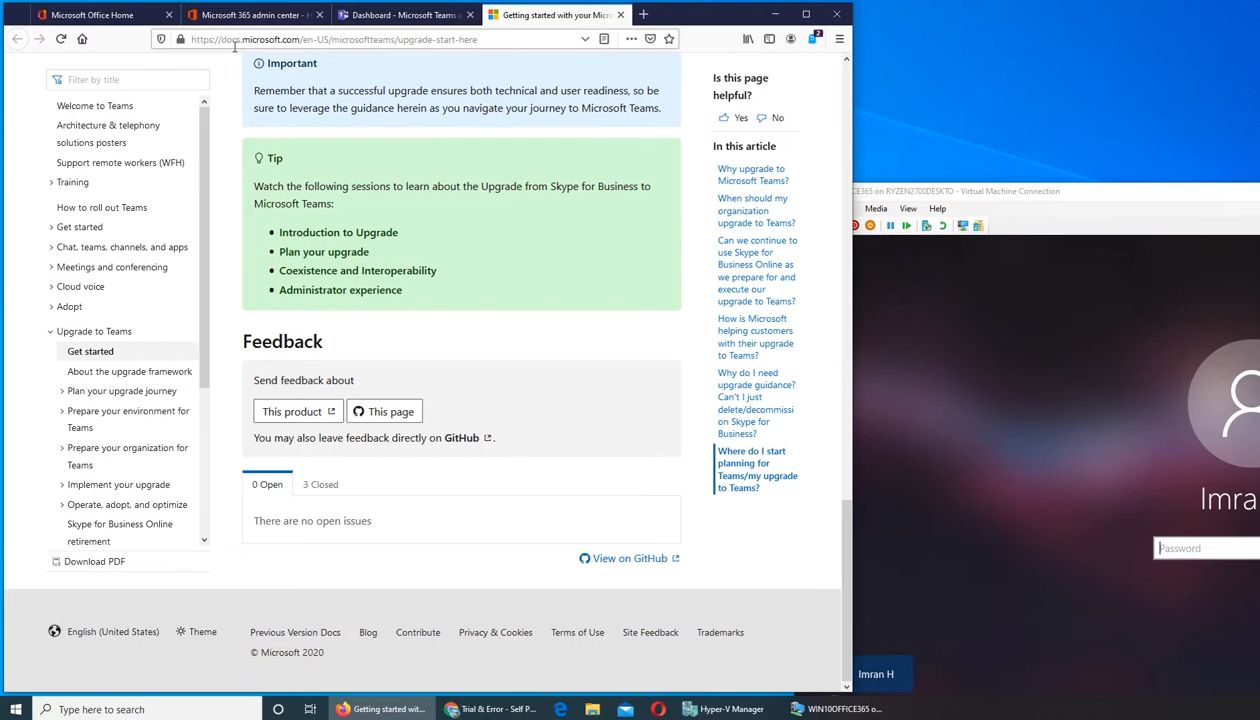 Microsoft Office Home
Microsoft 365 admin center - H
Dashboard - Microsoft Teams a
Getting started with your Micro
https://docs.microsoft.com/en-US/microsoftteams/upgrade-start-here
2
Filter by title
Welcome to Teams
Architecture & telephony
solutions posters
Support remote workers (WFH)
Training
How to roll out Teams
Get started
Chat, teams, channels, and apps
Meetings and conferencing
Cloud voice
Adopt
Upgrade to Teams
Get started
About the upgrade framework
Plan your upgrade journey
Prepare your environment for
Teams
Prepare your organization for
Teams
Implement your upgrade
Operate, adopt, and optimize
Skype for Business Online
retirement
Download PDF
Important
Remember that a successful upgrade ensures both technical and user readiness, so be
sure to leverage the guidance herein as you navigate your journey to Microsoft Teams.
Tip
Watch the following sessions to learn about the Upgrade from Skype for Business to
Microsoft Teams:
• Introduction to Upgrade
• Plan your upgrade
• Coexistence and Interoperability
• Administrator experience
Feedback
Send feedback about
This product
This page
You may also leave feedback directly on GitHub .
0 Open
3 Closed
There are no open issues
View on GitHub
Is this page
helpful?
Yes
No
In this article
Why upgrade to
Microsoft Teams?
When should my
organization
upgrade to Teams?
Can we continue to
use Skype for
Business Online as
we prepare for and
execute our
upgrade to Teams?
How is Microsoft
helping customers
with their upgrade
to Teams?
Why do I need
upgrade guidance?
Can't I just
delete/decommissi
on Skype for
Business?
Where do I start
planning for
Teams/my upgrade
to Teams?
English (United States)
Theme
Previous Version Docs
Blog
Contribute
Privacy & Cookies
Terms of Use
Site Feedback
Trademarks
© Microsoft 2020
ICE365 on RYZEN2700DESKTO - Virtual Machine Connection
Media
View
Help
Imra
Password
Imran H
Type here to search
Getting started wit...
Trial & Error - Self P...
Hyper-V Manager
WIN10OFFICE365 o...